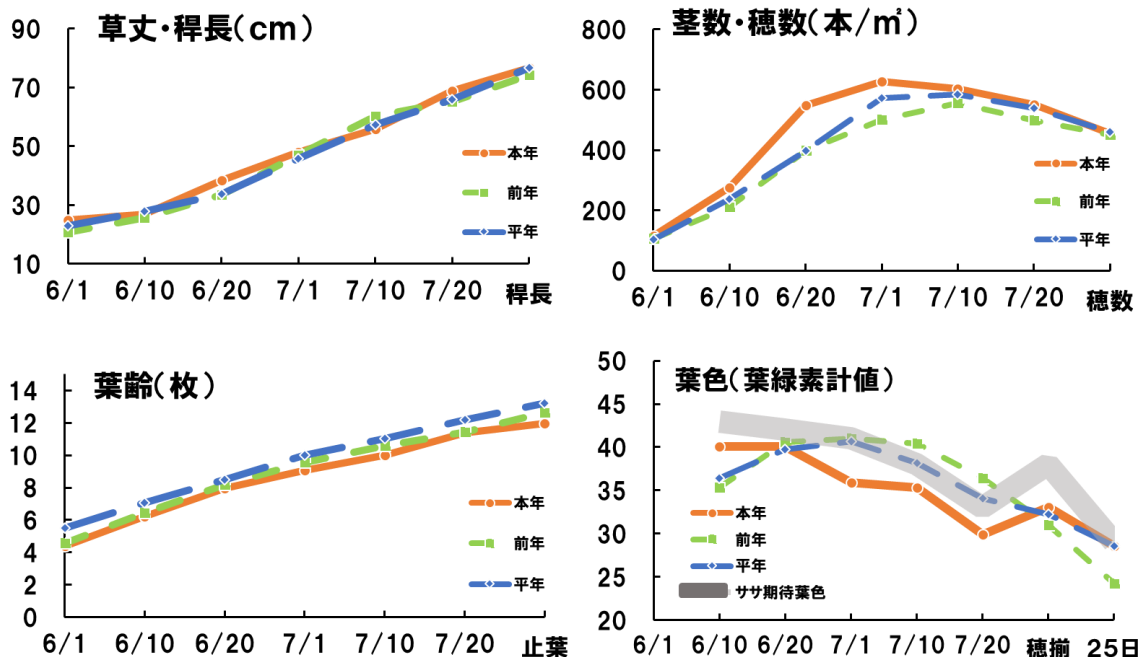 草丈・稈長(cm)
90
70
50
30
10
本年
前年
平年
6/1 6/10 6/20 7/1 7/10 7/20 稈長
茎数・穂数(本/㎡)
800
600
400
200
0
本年
前年
平年
6/1 6/10 6/20 7/1 7/10 7/20 穂数
葉齢(枚)
14
12
10
8
6
4
2
0
本年
前年
平年
6/1 6/10 6/20 7/1 7/10 7/20 止葉
葉色(葉緑素計値)
50
45
40
35
30
25
20
本年
前年
平年
ササ期待葉色
6/1 6/10 6/20 7/1 7/10 7/20 穂揃 25日